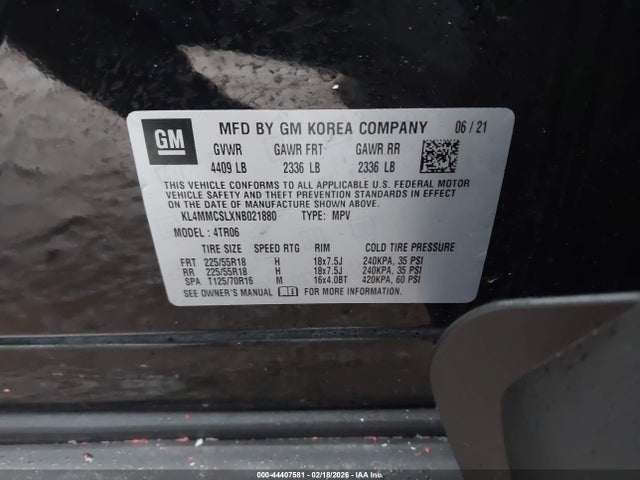 GM
MFD BY GM KOREA COMPANY 06 / 21
GVWR GAWR FRT GAWR RR
4409 LB 2336 LB 2336 LB
THIS VEHICLE CONFORMS TO ALL APPLICABLE U.S. FEDERAL MOTOR
VEHICLE SAFETY AND THEFT PREVENTION STANDARDS IN EFFECT
ON THE DATE OF MANUFACTURE SHOWN ABOVE.
KL4MMCSLXNB021880 TYPE: MPV
MODEL: 4TR06
TIRE SIZE SPEED RTG RIM COLD TIRE PRESSURE
FRT 225/55R18 H 18x7.5J 240KPA, 35 PSI
RR 225/55R18 H 18x7.5J 240KPA, 35 PSI
SPA T125/70R16 M 16x4.0BT 420KPA, 60 PSI
SEE OWNER'S MANUAL FOR MORE INFORMATION.
000-44407581 - 02/18/2026 - IAAI.COM